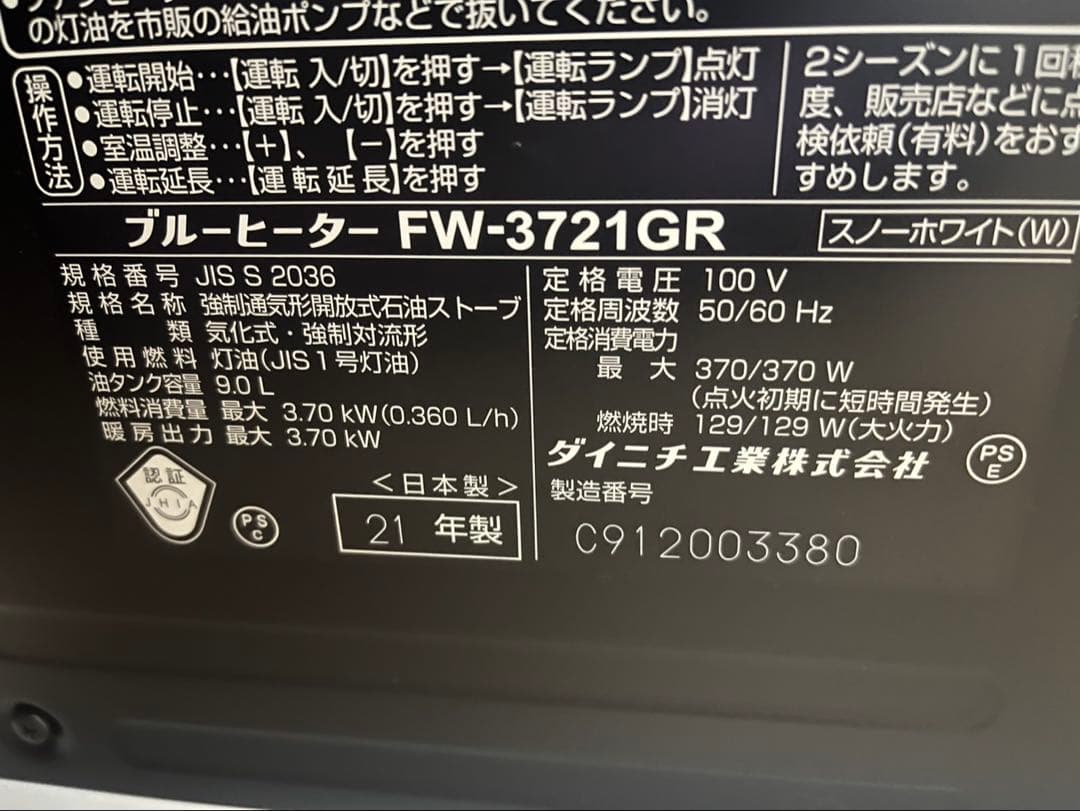 の灯油を市販の給油ポンプなどで抜いてください。
操作方法
●運転開始…【運転 入/切】を押す→【運転ランプ】点灯
●運転停止…【運転 入/切】を押す→【運転ランプ】消灯
●室温調整…【+】、【−】を押す
●運転延長…【運転延長】を押す
2シーズンに1回程
度、販売店などに点
検依頼(有料)をおす
すめします。
ブルーヒーター FW-3721GR
スノーホワイト(W)
規格番号 JIS S 2036
規格名称 強制通気形開放式石油ストーブ
種類 気化式・強制対流形
使用燃料 灯油(JIS1号灯油)
油タンク容量 9.0 L
燃料消費量 最大 3.70 kW(0.360 L/h)
暖房出力 最大 3.70 kW
認証
JHIA
PS
C
<日本製>
21 年製
定格電圧 100 V
定格周波数 50/60 Hz
定格消費電力
最大 370/370 W
(点火初期に短時間発生)
燃焼時 129/129 W(大火力)
ダイニチ工業株式会社
PS
E
製造番号
C912003380